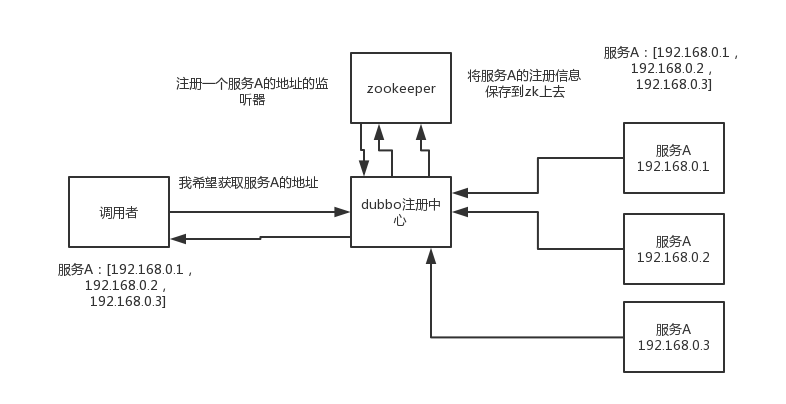 服务A：[192.168.0.1，
192.168.0.2，
192.168.0.3]
注册一个服务A的地址的监
听器
zookeeper
将服务A的注册信息
保存到zk上去
服务A
192.168.0.1
我希望获取服务A的地址
调用者
dubbo注册中
心
服务A
192.168.0.2
服务A：[192.168.0.1，
192.168.0.2，
192.168.0.3]
服务A
192.168.0.3